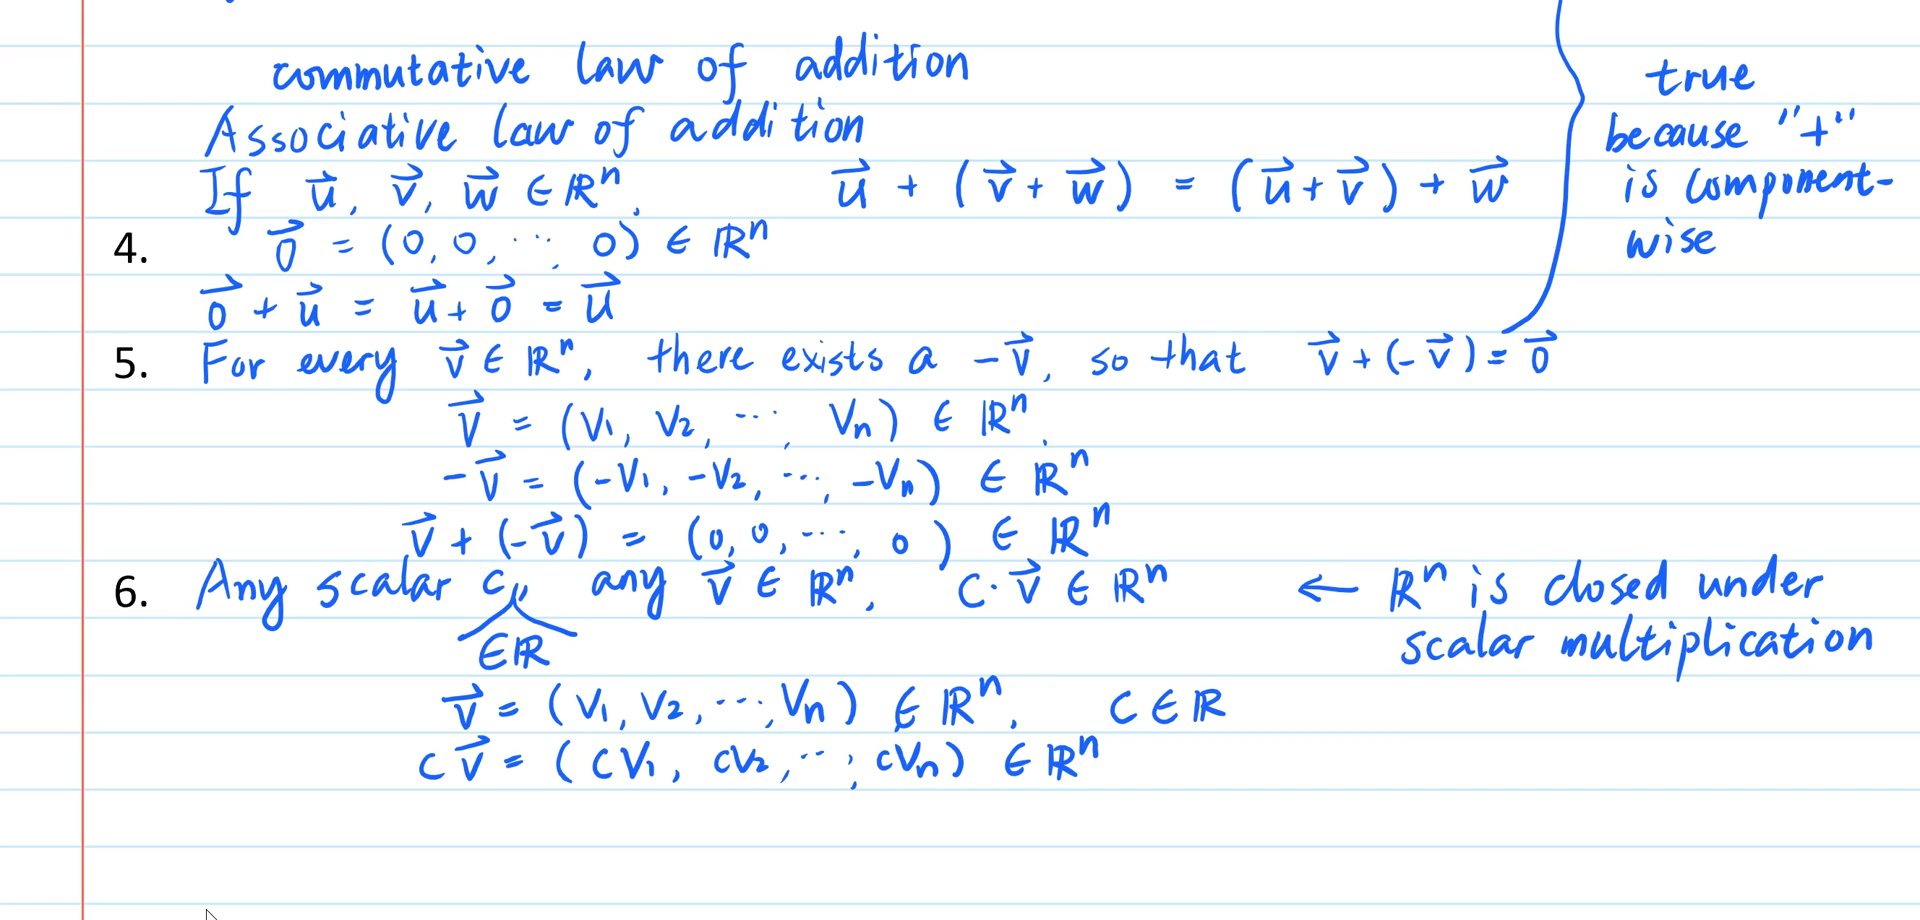 commutative law of addition
Associative law of addition
If u⃗, v⃗, w⃗ ∈ ℝⁿ, u⃗ + (v⃗ + w⃗) = (u⃗ + v⃗) + w⃗
4. 0⃗ = (0, 0, ..., 0) ∈ ℝⁿ
0⃗ + u⃗ = u⃗ + 0⃗ = u⃗
true
because "+"
is component-
wise
5. For every v⃗ ∈ ℝⁿ, there exists a -v⃗, so that v⃗ + (-v⃗) = 0⃗
v⃗ = (v₁, v₂, ..., vₙ) ∈ ℝⁿ.
-v⃗ = (-v₁, -v₂, ..., -vₙ) ∈ ℝⁿ
v⃗ + (-v⃗) = (0, 0, ..., 0) ∈ ℝⁿ
6. Any scalar c, any v⃗ ∈ ℝⁿ, c·v⃗ ∈ ℝⁿ ← ℝⁿ is closed under
scalar multiplication
∈ℝ
v⃗ = (v₁, v₂, ..., vₙ) ∈ ℝⁿ, c ∈ ℝ
cv⃗ = (cv₁, cv₂, ..., cvₙ) ∈ ℝⁿ